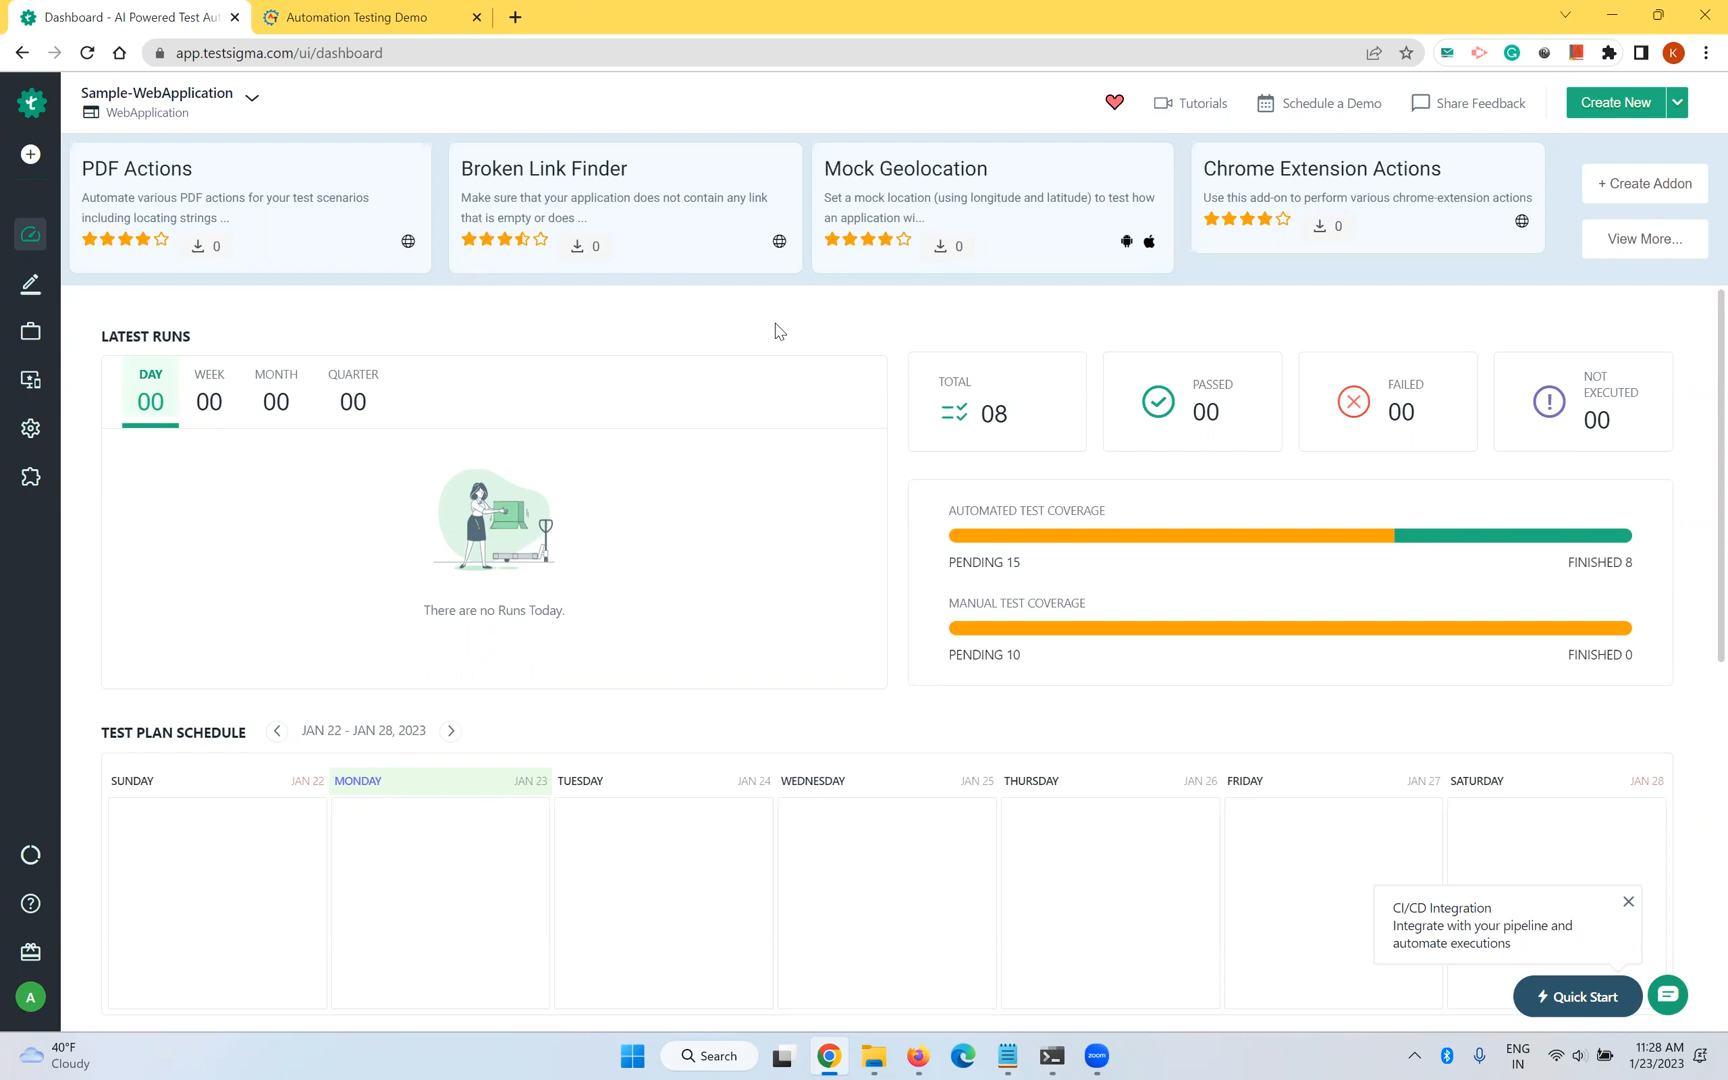 Dashboard - AI Powered Test Aut
Automation Testing Demo
app.testsigma.com/ui/dashboard
K
Sample-WebApplication
WebApplication
Tutorials
Schedule a Demo
Share Feedback
Create New
PDF Actions
Automate various PDF actions for your test scenarios
including locating strings ...
0
Broken Link Finder
Make sure that your application does not contain any link
that is empty or does ...
0
Mock Geolocation
Set a mock location (using longitude and latitude) to test how
an application wi...
0
Chrome Extension Actions
Use this add-on to perform various chrome-extension actions
0
+ Create Addon
View More...
LATEST RUNS
DAY WEEK MONTH QUARTER
00 00 00 00
There are no Runs Today.
TOTAL
08
PASSED
00
FAILED
00
NOT
EXECUTED
00
AUTOMATED TEST COVERAGE
PENDING 15 FINISHED 8
MANUAL TEST COVERAGE
PENDING 10 FINISHED 0
TEST PLAN SCHEDULE JAN 22 - JAN 28, 2023
SUNDAY JAN 22 MONDAY JAN 23 TUESDAY JAN 24 WEDNESDAY JAN 25 THURSDAY JAN 26 FRIDAY JAN 27 SATURDAY JAN 28
CI/CD Integration
Integrate with your pipeline and
automate executions
Quick Start
A
40°F
Cloudy
Search
zoom
ENG
IN
11:28 AM
1/23/2023